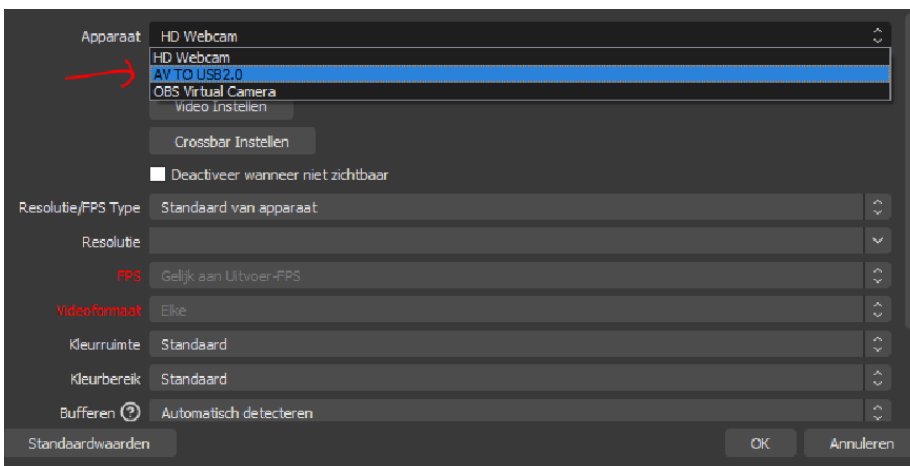 Apparaat HD Webcam
HD Webcam
AV TO USB2.0
OBS Virtual Camera
Video Instellen
Crossbar Instellen
Deactiveer wanneer niet zichtbaar
Resolutie/FPS Type Standaard van apparaat
Resolutie
FPS Gelijk aan Uitvoer-FPS
Videoformaat Elke
Kleurruimte Standaard
Kleurbereik Standaard
Bufferen ? Automatisch detecteren
Standaardwaarden OK Annuleren